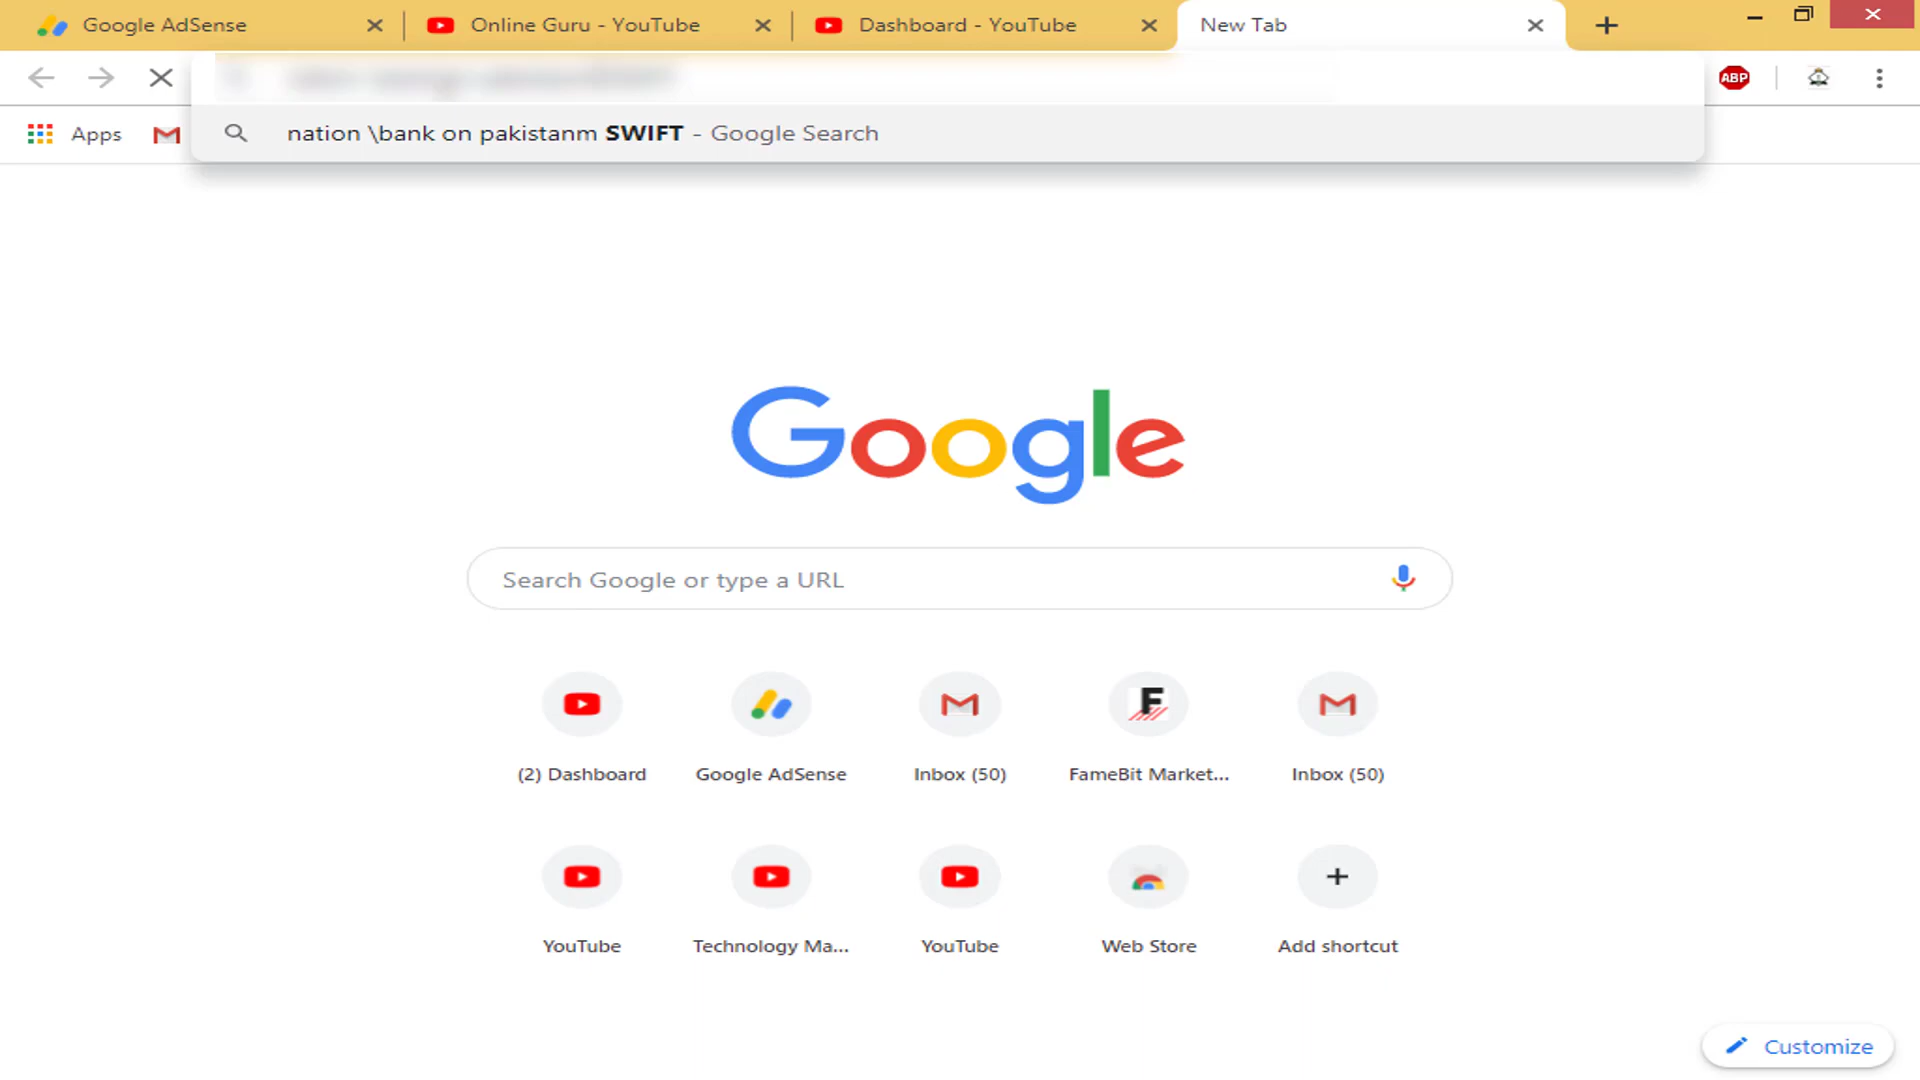 Google AdSense
Online Guru - YouTube
Dashboard - YouTube
New Tab
ABP
Apps
nation \bank on pakistanm SWIFT - Google Search
Google
Search Google or type a URL
F
(2) Dashboard
Google AdSense
Inbox (50)
FameBit Market...
Inbox (50)
YouTube
Technology Ma...
YouTube
Web Store
Add shortcut
Customize